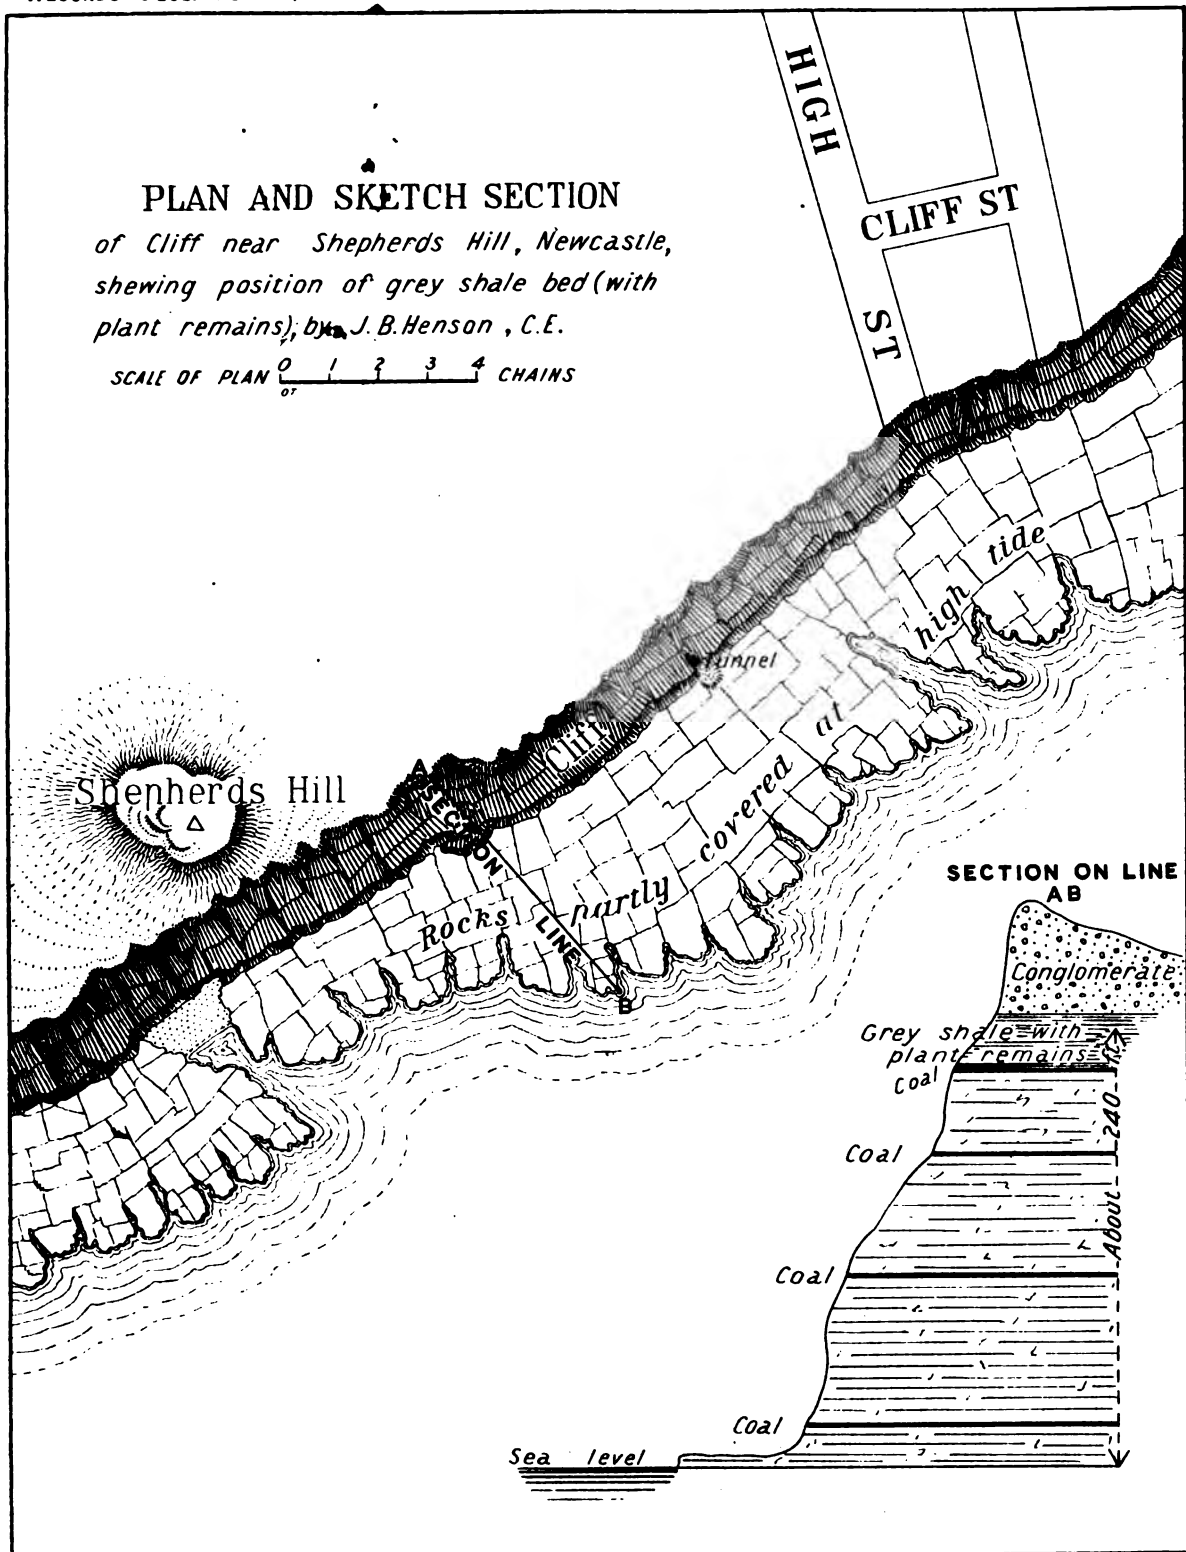 PLAN AND SKETCH SECTION
of Cliff near Shepherds Hill, Newcastle,
shewing position of grey shale bed (with
plant remains); by J. B. Henson, C.E.
SCALE OF PLAN 0 1 2 3 4 CHAINS
HIGH ST
CLIFF ST
Rocks partly covered at high tide
Tunnel
Cliff
Shepherds Hill
A
SECTION LINE
B
SECTION ON LINE
AB
Conglomerate
Grey shale with
plant remains
Coal
Coal
Coal
Coal
About 240 ft
Sea level